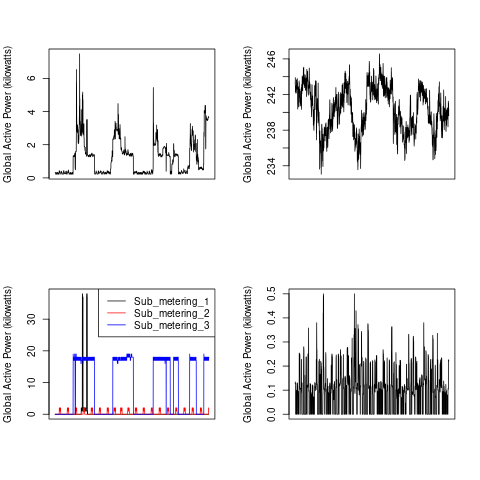 Global Active Power (kilowatts)
0 2 4 6
Global Active Power (kilowatts)
234 238 242 246
Global Active Power (kilowatts)
0 10 20 30
Sub_metering_1
Sub_metering_2
Sub_metering_3
Global Active Power (kilowatts)
0.0 0.1 0.2 0.3 0.4 0.5